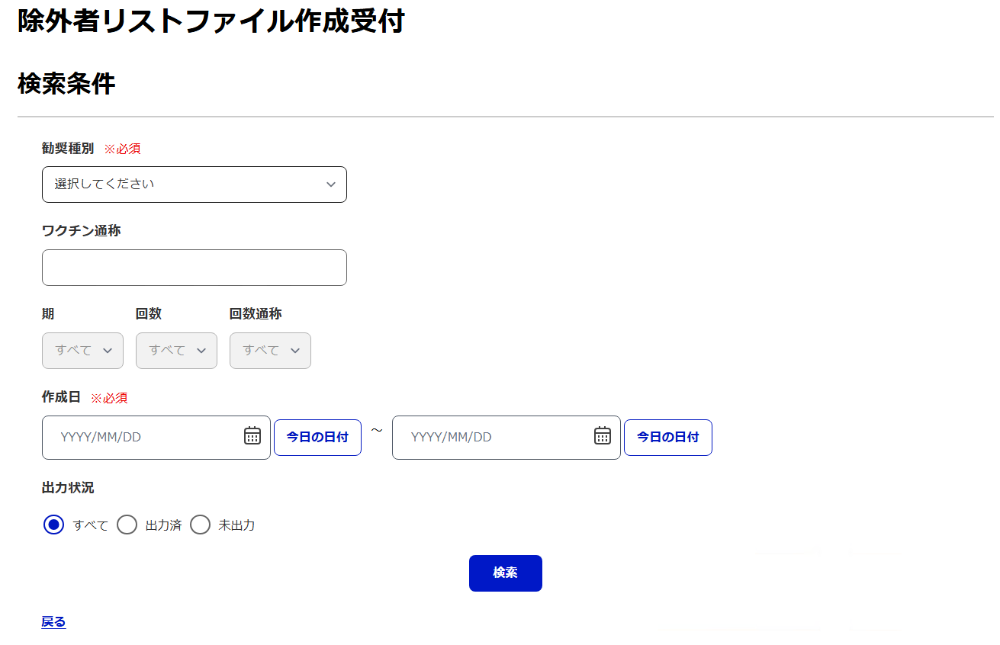 除外者リストファイル作成受付
検索条件
勧奨種別 ※必須
選択してください
ワクチン通称
期 回数 回数通称
すべて すべて すべて
作成日 ※必須
YYYY/MM/DD 今日の日付 ～ YYYY/MM/DD 今日の日付
出力状況
すべて 出力済 未出力
検索
戻る